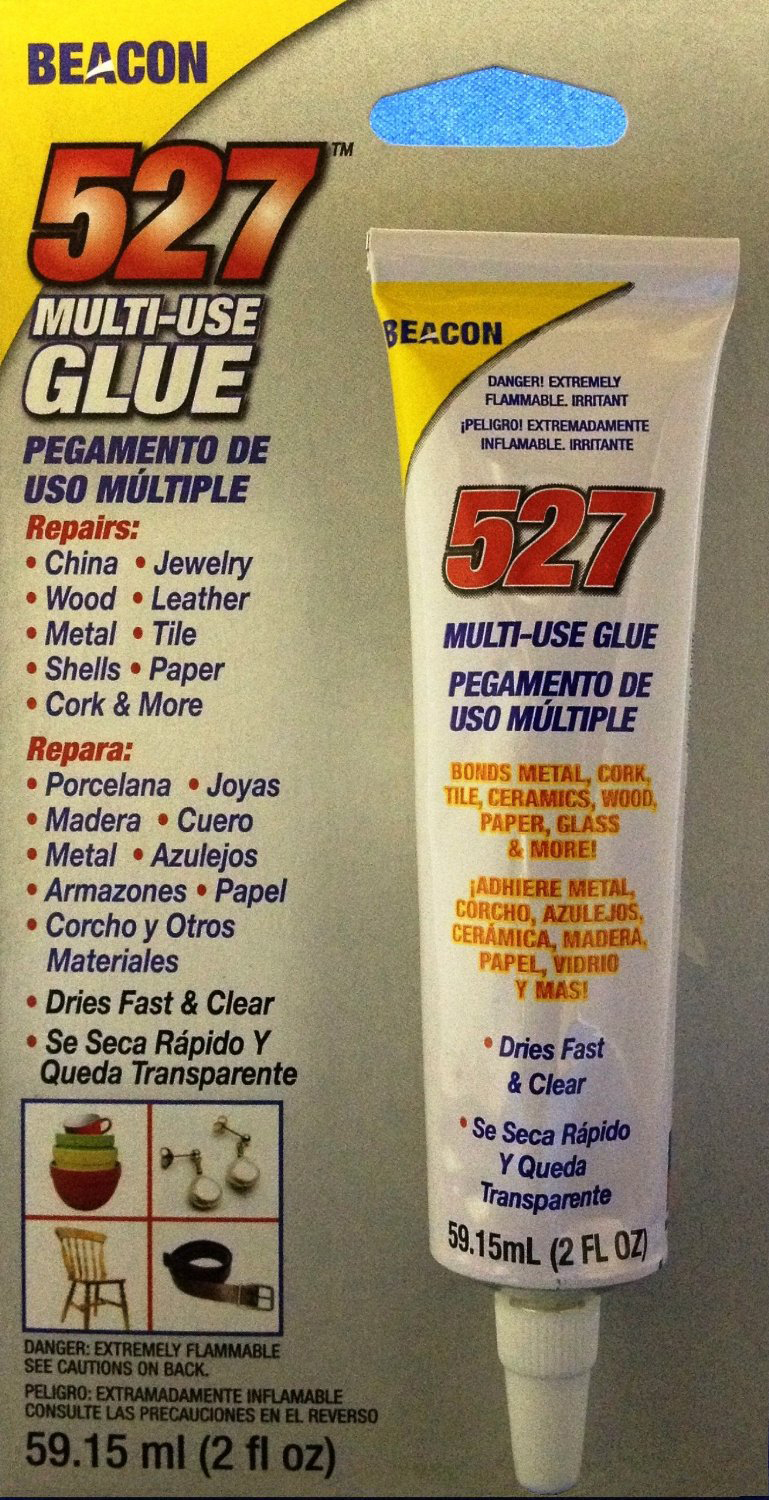 BEACON
527™
MULTI-USE
GLUE
PEGAMENTO DE
USO MÚLTIPLE
Repairs:
• China • Jewelry
• Wood • Leather
• Metal • Tile
• Shells • Paper
• Cork & More
Repara:
• Porcelana • Joyas
• Madera • Cuero
• Metal • Azulejos
• Armazones • Papel
• Corcho y Otros
Materiales
• Dries Fast & Clear
• Se Seca Rápido Y
Queda Transparente
DANGER: EXTREMELY FLAMMABLE
SEE CAUTIONS ON BACK.
PELIGRO: EXTRAMADAMENTE INFLAMABLE
CONSULTE LAS PRECAUCIONES EN EL REVERSO
59.15 ml (2 fl oz)
BEACON
DANGER! EXTREMELY
FLAMMABLE. IRRITANT
¡PELIGRO! EXTREMADAMENTE
INFLAMABLE. IRRITANTE
527
MULTI-USE GLUE
PEGAMENTO DE
USO MÚLTIPLE
BONDS METAL, CORK,
TILE, CERAMICS, WOOD,
PAPER, GLASS
& MORE!
¡ADHIERE METAL,
CORCHO, AZULEJOS,
CERÁMICA, MADERA,
PAPEL, VIDRIO
Y MAS!
• Dries Fast
& Clear
• Se Seca Rápido
Y Queda
Transparente
59.15mL (2 FL OZ)